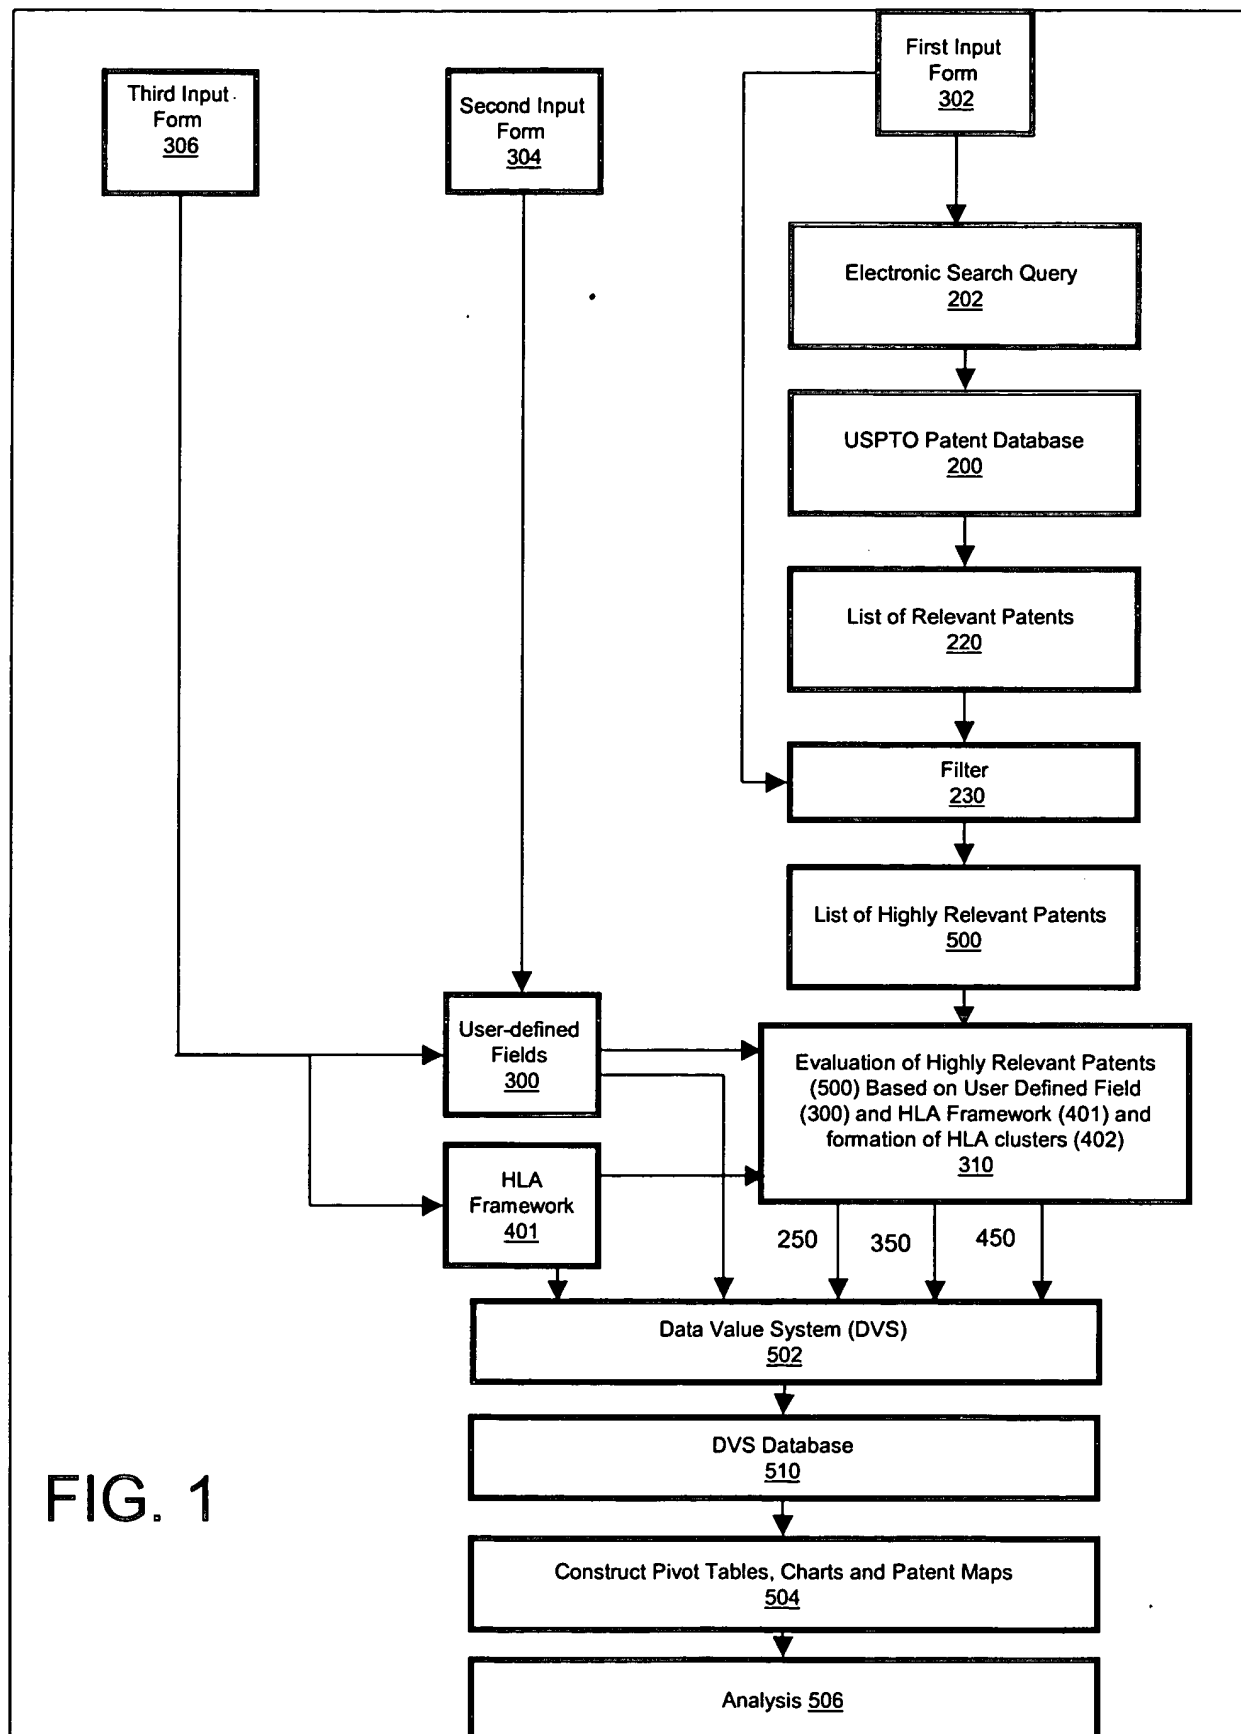 First Input
Form
302
Third Input
Form
306
Second Input
Form
304
Electronic Search Query
202
USPTO Patent Database
200
List of Relevant Patents
220
Filter
230
List of Highly Relevant Patents
500
User-defined
Fields
300
Evaluation of Highly Relevant Patents
(500) Based on User Defined Field
(300) and HLA Framework (401) and
formation of HLA clusters (402)
310
HLA
Framework
401
250
350
450
Data Value System (DVS)
502
DVS Database
510
FIG. 1
Construct Pivot Tables, Charts and Patent Maps
504
Analysis 506